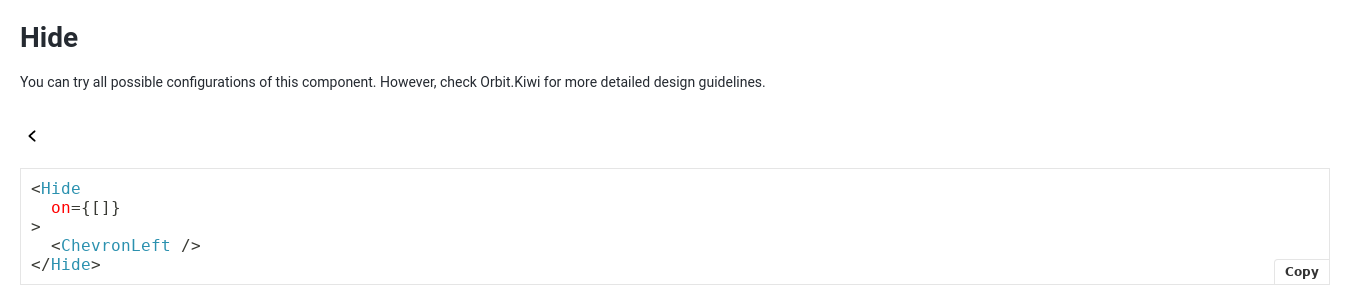 Hide
You can try all possible configurations of this component. However, check Orbit.Kiwi for more detailed design guidelines.
<Hide
  on={[]}
>
  <ChevronLeft />
</Hide>
Copy